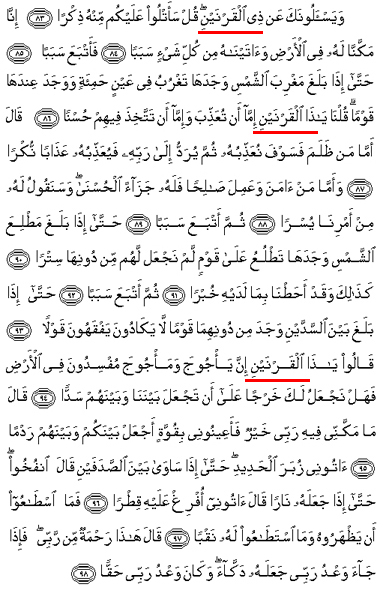 وَيَسْـَٔلُونَكَ عَن ذِى ٱلْقَرْنَيْنِ ۖ قُلْ سَأَتْلُوا۟ عَلَيْكُم مِّنْهُ ذِكْرًا ٨٣ إِنَّا
مَكَّنَّا لَهُۥ فِى ٱلْأَرْضِ وَءَاتَيْنَـٰهُ مِن كُلِّ شَىْءٍ سَبَبًا ٨٤ فَأَتْبَعَ سَبَبًا ٨٥
حَتَّىٰٓ إِذَا بَلَغَ مَغْرِبَ ٱلشَّمْسِ وَجَدَهَا تَغْرُبُ فِى عَيْنٍ حَمِئَةٍ وَوَجَدَ عِندَهَا
قَوْمًا ۗ قُلْنَا يَـٰذَا ٱلْقَرْنَيْنِ إِمَّآ أَن تُعَذِّبَ وَإِمَّآ أَن تَتَّخِذَ فِيهِمْ حُسْنًا ٨٦ قَالَ
أَمَّا مَن ظَلَمَ فَسَوْفَ نُعَذِّبُهُۥ ثُمَّ يُرَدُّ إِلَىٰ رَبِّهِۦ فَيُعَذِّبُهُۥ عَذَابًا نُّكْرًا
٨٧ وَأَمَّا مَنْ ءَامَنَ وَعَمِلَ صَـٰلِحًا فَلَهُۥ جَزَآءً ٱلْحُسْنَىٰ ۖ وَسَنَقُولُ لَهُۥ
مِنْ أَمْرِنَا يُسْرًا ٨٨ ثُمَّ أَتْبَعَ سَبَبًا ٨٩ حَتَّىٰٓ إِذَا بَلَغَ مَطْلِعَ
ٱلشَّمْسِ وَجَدَهَا تَطْلُعُ عَلَىٰ قَوْمٍ لَّمْ نَجْعَل لَّهُم مِّن دُونِهَا سِتْرًا ٩٠
كَذَٰلِكَ وَقَدْ أَحَطْنَا بِمَا لَدَيْهِ خُبْرًا ٩١ ثُمَّ أَتْبَعَ سَبَبًا ٩٢ حَتَّىٰٓ إِذَا
بَلَغَ بَيْنَ ٱلسَّدَّيْنِ وَجَدَ مِن دُونِهِمَا قَوْمًا لَّا يَكَادُونَ يَفْقَهُونَ قَوْلًا ٩٣
قَالُوا۟ يَـٰذَا ٱلْقَرْنَيْنِ إِنَّ يَأْجُوجَ وَمَأْجُوجَ مُفْسِدُونَ فِى ٱلْأَرْضِ
فَهَلْ نَجْعَلُ لَكَ خَرْجًا عَلَىٰٓ أَن تَجْعَلَ بَيْنَنَا وَبَيْنَهُمْ سَدًّا ٩٤ قَالَ
مَا مَكَّنِّى فِيهِ رَبِّى خَيْرٌ فَأَعِينُونِى بِقُوَّةٍ أَجْعَلْ بَيْنَكُمْ وَبَيْنَهُمْ رَدْمًا
٩٥ ءَاتُونِى زُبَرَ ٱلْحَدِيدِ ۖ حَتَّىٰٓ إِذَا سَاوَىٰ بَيْنَ ٱلصَّدَفَيْنِ قَالَ ٱنفُخُوا۟ ۖ
حَتَّىٰٓ إِذَا جَعَلَهُۥ نَارًا قَالَ ءَاتُونِىٓ أُفْرِغْ عَلَيْهِ قِطْرًا ٩٦ فَمَا ٱسْطَـٰعُوٓا۟
أَن يَظْهَرُوهُ وَمَا ٱسْتَطَـٰعُوا۟ لَهُۥ نَقْبًا ٩٧ قَالَ هَـٰذَا رَحْمَةٌ مِّن رَّبِّى ۖ فَإِذَا
جَآءَ وَعْدُ رَبِّى جَعَلَهُۥ دَكَّآءَ ۖ وَكَانَ وَعْدُ رَبِّى حَقًّا ٩٨